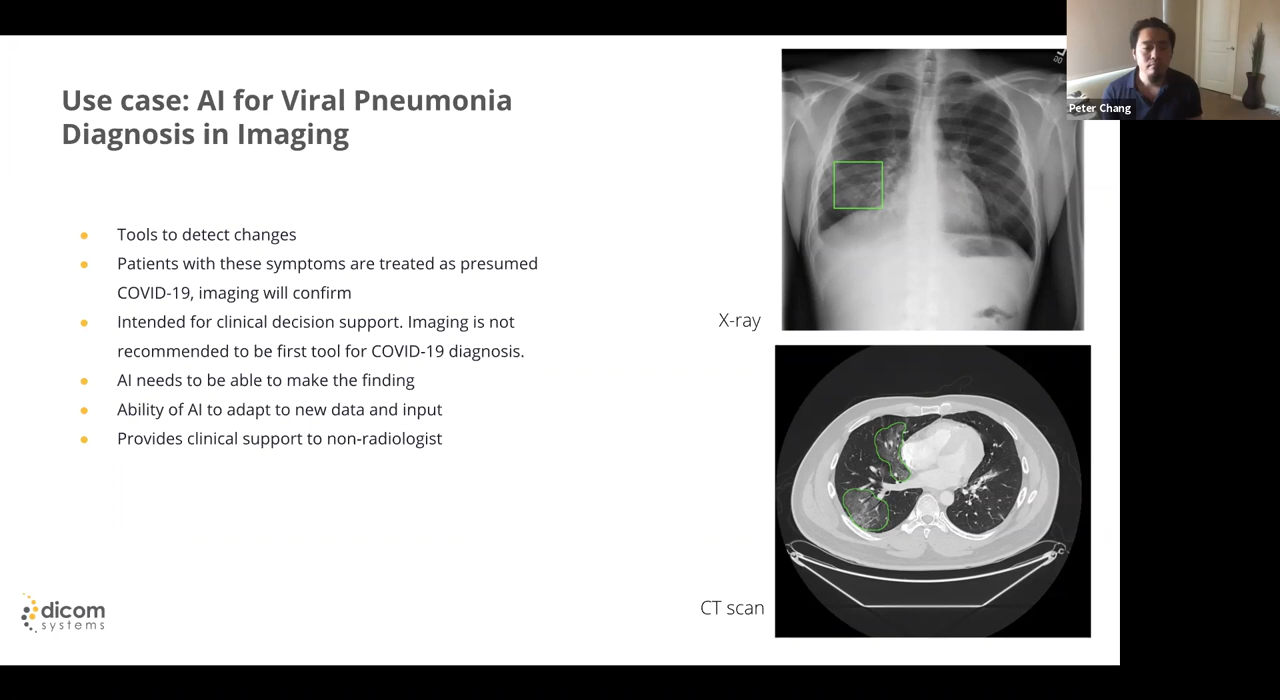 Use case: AI for Viral Pneumonia
Diagnosis in Imaging
Peter Chang
Tools to detect changes
Patients with these symptoms are treated as presumed
COVID-19, imaging will confirm
Intended for clinical decision support. Imaging is not
recommended to be first tool for COVID-19 diagnosis.
AI needs to be able to make the finding
Ability of AI to adapt to new data and input
Provides clinical support to non-radiologist
X-ray
CT scan
dicom
systems